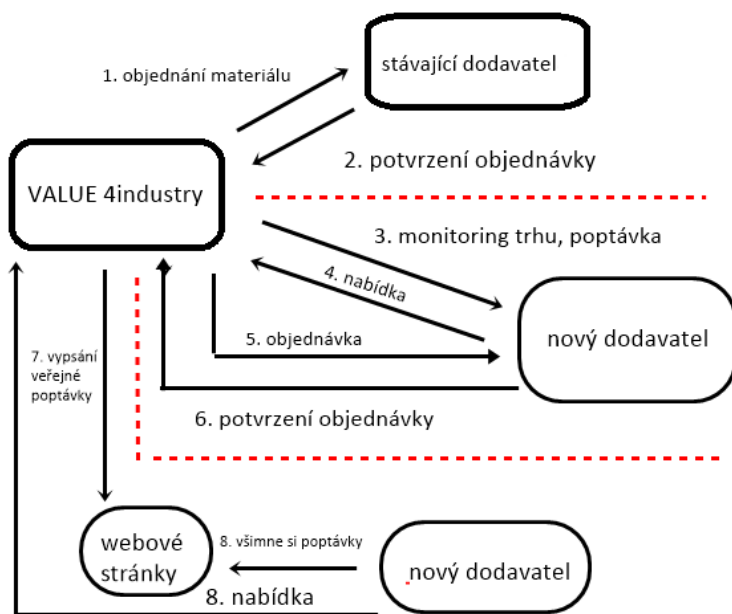 1. objednání materiálu
stávající dodavatel
2. potvrzení objednávky
VALUE 4industry
3. monitoring trhu, poptávka
4. nabídka
5. objednávka
nový dodavatel
6. potvrzení objednávky
7. vypsání
veřejné
poptávky
webové
stránky
8. všimne si poptávky
nový dodavatel
8. nabídka